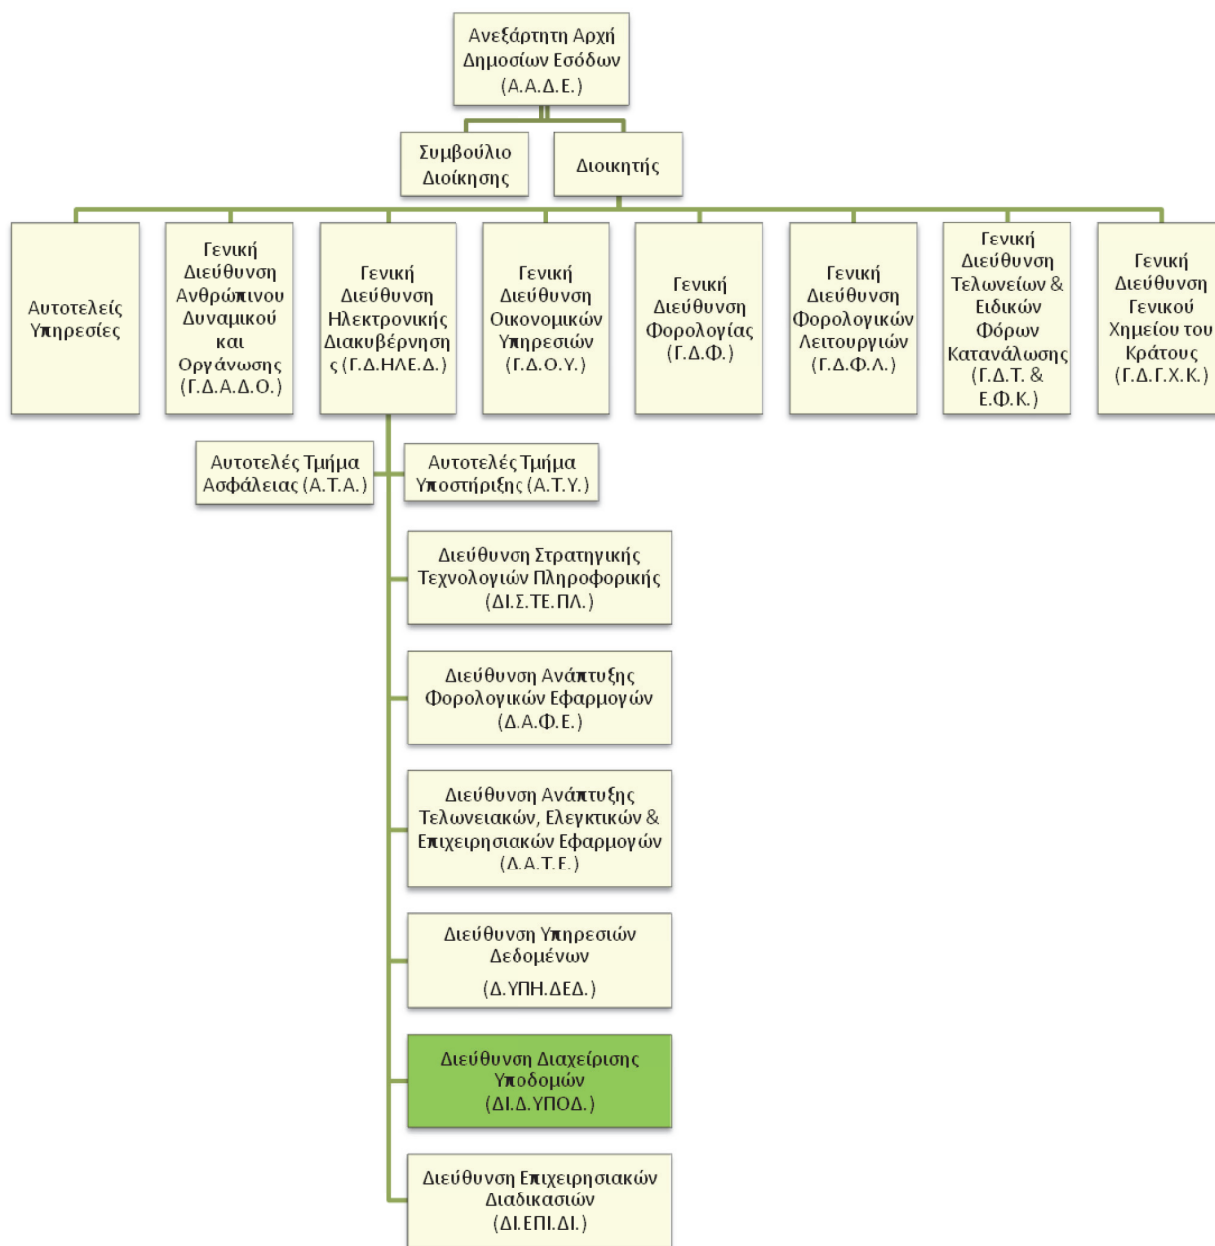 Ανεξάρτητη Αρχή
Δημοσίων Εσόδων
(Α.Α.Δ.Ε.)
Συμβούλιο
Διοίκησης
Διοικητής
Αυτοτελείς
Υπηρεσίες
Γενική
Διεύθυνση
Ανθρώπινου
Δυναμικού
και
Οργάνωσης
(Γ.Δ.Α.Δ.Ο.)
Γενική
Διεύθυνση
Ηλεκτρονικής
Διακυβέρνηση
ς (Γ.Δ.ΗΛΕ.Δ.)
Γενική
Διεύθυνση
Οικονομικών
Υπηρεσιών
(Γ.Δ.Ο.Υ.)
Γενική
Διεύθυνση
Φορολογίας
(Γ.Δ.Φ.)
Γενική
Διεύθυνση
Φορολογικών
Λειτουργιών
(Γ.Δ.Φ.Λ.)
Γενική
Διεύθυνση
Τελωνείων &
Ειδικών
Φόρων
Κατανάλωσης
(Γ.Δ.Τ. &
Ε.Φ.Κ.)
Γενική
Διεύθυνση
Γενικού
Χημείου του
Κράτους
(Γ.Δ.Γ.Χ.Κ.)
Αυτοτελές Τμήμα
Ασφάλειας (Α.Τ.Α.)
Αυτοτελές Τμήμα
Υποστήριξης (Α.Τ.Υ.)
Διεύθυνση Στρατηγικής
Τεχνολογιών Πληροφορικής
(ΔΙ.Σ.ΤΕ.ΠΛ.)
Διεύθυνση Ανάπτυξης
Φορολογικών Εφαρμογών
(Δ.Α.Φ.Ε.)
Διεύθυνση Ανάπτυξης
Τελωνειακών, Ελεγκτικών &
Επιχειρησιακών Εφαρμογών
(Δ.Α.Τ.Ε.)
Διεύθυνση Υπηρεσιών
Δεδομένων
(Δ.ΥΠΗ.ΔΕΔ.)
Διεύθυνση Διαχείρισης
Υποδομών
(ΔΙ.Δ.ΥΠΟΔ.)
Διεύθυνση Επιχειρησιακών
Διαδικασιών
(ΔΙ.ΕΠΙ.ΔΙ.)